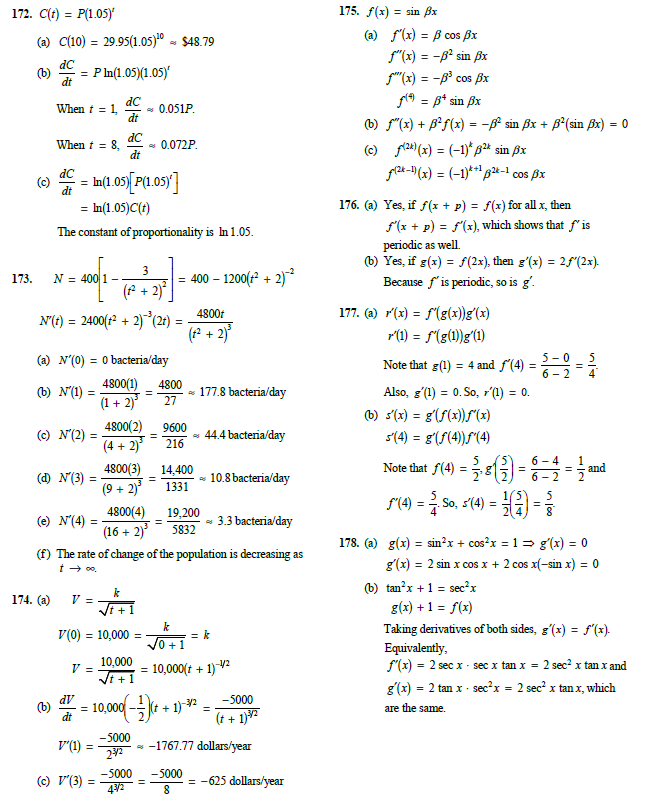 172. C(t) = P(1.05)^t
(a) C(10) = 29.95(1.05)^10 ≈ $48.79
(b) dC/dt = P ln(1.05)(1.05)^t
When t = 1, dC/dt ≈ 0.051P.
When t = 8, dC/dt ≈ 0.072P.
(c) dC/dt = ln(1.05)[P(1.05)^t]
= ln(1.05)C(t)
The constant of proportionality is ln 1.05.
173. N = 400[1 − 3/(t² + 2)²] = 400 − 1200(t² + 2)^−2
N′(t) = 2400(t² + 2)^−3(2t) = 4800t/(t² + 2)³
(a) N′(0) = 0 bacteria/day
(b) N′(1) = 4800(1)/(1 + 2)³ = 4800/27 ≈ 177.8 bacteria/day
(c) N′(2) = 4800(2)/(4 + 2)³ = 9600/216 ≈ 44.4 bacteria/day
(d) N′(3) = 4800(3)/(9 + 2)³ = 14,400/1331 ≈ 10.8 bacteria/day
(e) N′(4) = 4800(4)/(16 + 2)³ = 19,200/5832 ≈ 3.3 bacteria/day
(f) The rate of change of the population is decreasing as
t → ∞.
174. (a) V = k/√(t + 1)
V(0) = 10,000 = k/√(0 + 1) = k
V = 10,000/√(t + 1) = 10,000(t + 1)^−1/2
(b) dV/dt = 10,000(−1/2)(t + 1)^−3/2 = −5000/(t + 1)^3/2
V′(1) = −5000/2^3/2 ≈ −1767.77 dollars/year
(c) V′(3) = −5000/4^3/2 = −5000/8 = −625 dollars/year
175. f(x) = sin βx
(a) f′(x) = β cos βx
f″(x) = −β² sin βx
f‴(x) = −β³ cos βx
f^(4) = β⁴ sin βx
(b) f″(x) + β²f(x) = −β² sin βx + β²(sin βx) = 0
(c) f^(2k)(x) = (−1)^k β^2k sin βx
f^(2k−1)(x) = (−1)^k+1 β^2k−1 cos βx
176. (a) Yes, if f(x + p) = f(x) for all x, then
f′(x + p) = f′(x), which shows that f′ is
periodic as well.
(b) Yes, if g(x) = f(2x), then g′(x) = 2f′(2x).
Because f′ is periodic, so is g′.
177. (a) r′(x) = f′(g(x))g′(x)
r′(1) = f′(g(1))g′(1)
Note that g(1) = 4 and f′(4) = (5 − 0)/(6 − 2) = 5/4.
Also, g′(1) = 0. So, r′(1) = 0.
(b) s′(x) = g′(f(x))f′(x)
s′(4) = g′(f(4))f′(4)
Note that f(4) = 5/2, g′(5/2) = (6 − 4)/(6 − 2) = 1/2 and
f′(4) = 5/4. So, s′(4) = 1/2(5/4) = 5/8.
178. (a) g(x) = sin²x + cos²x = 1 ⇒ g′(x) = 0
g′(x) = 2 sin x cos x + 2 cos x(−sin x) = 0
(b) tan²x + 1 = sec²x
g(x) + 1 = f(x)
Taking derivatives of both sides, g′(x) = f′(x).
Equivalently,
f′(x) = 2 sec x · sec x tan x = 2 sec² x tan x and
g′(x) = 2 tan x · sec²x = 2 sec² x tan x, which
are the same.